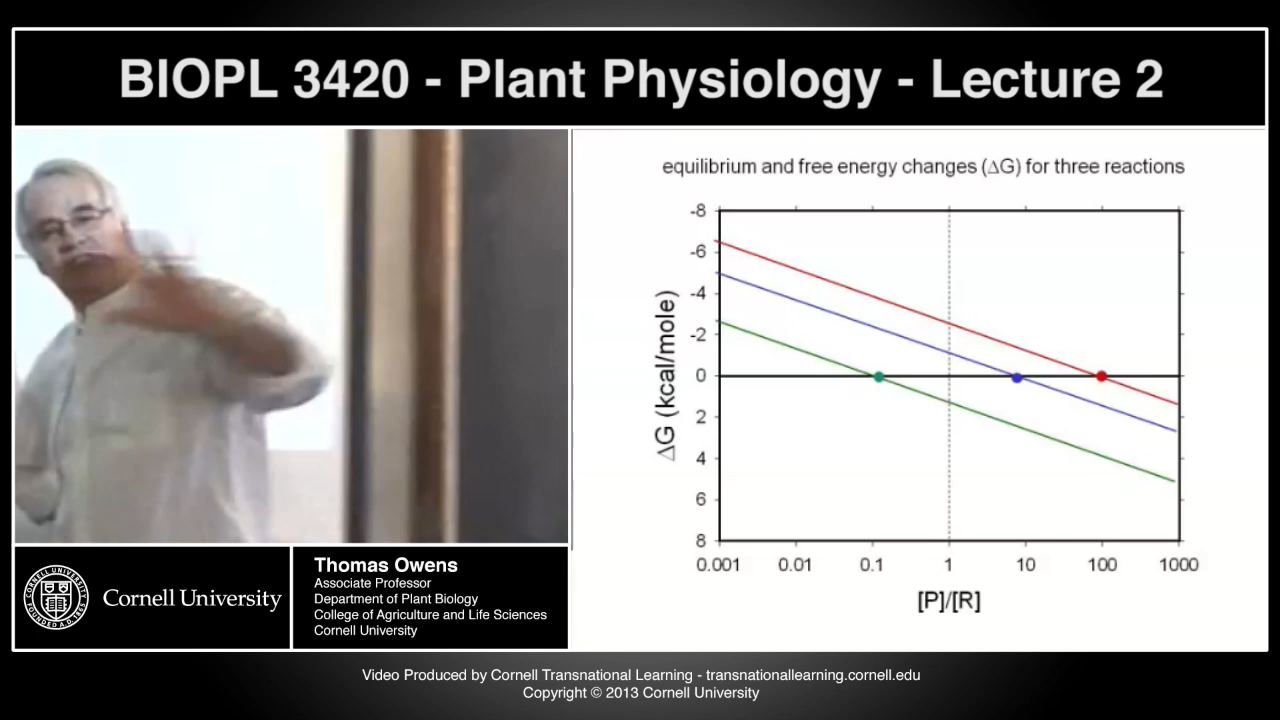 BIOPL 3420 - Plant Physiology - Lecture 2
equilibrium and free energy changes (ΔG) for three reactions
-8
-6
-4
-2
0
2
4
6
8
ΔG (kcal/mole)
0.001 0.01 0.1 1 10 100 1000
[P]/[R]
Cornell University
Thomas Owens
Associate Professor
Department of Plant Biology
College of Agriculture and Life Sciences
Cornell University
Video Produced by Cornell Transnational Learning - transnationallearning.cornell.edu
Copyright © 2013 Cornell University